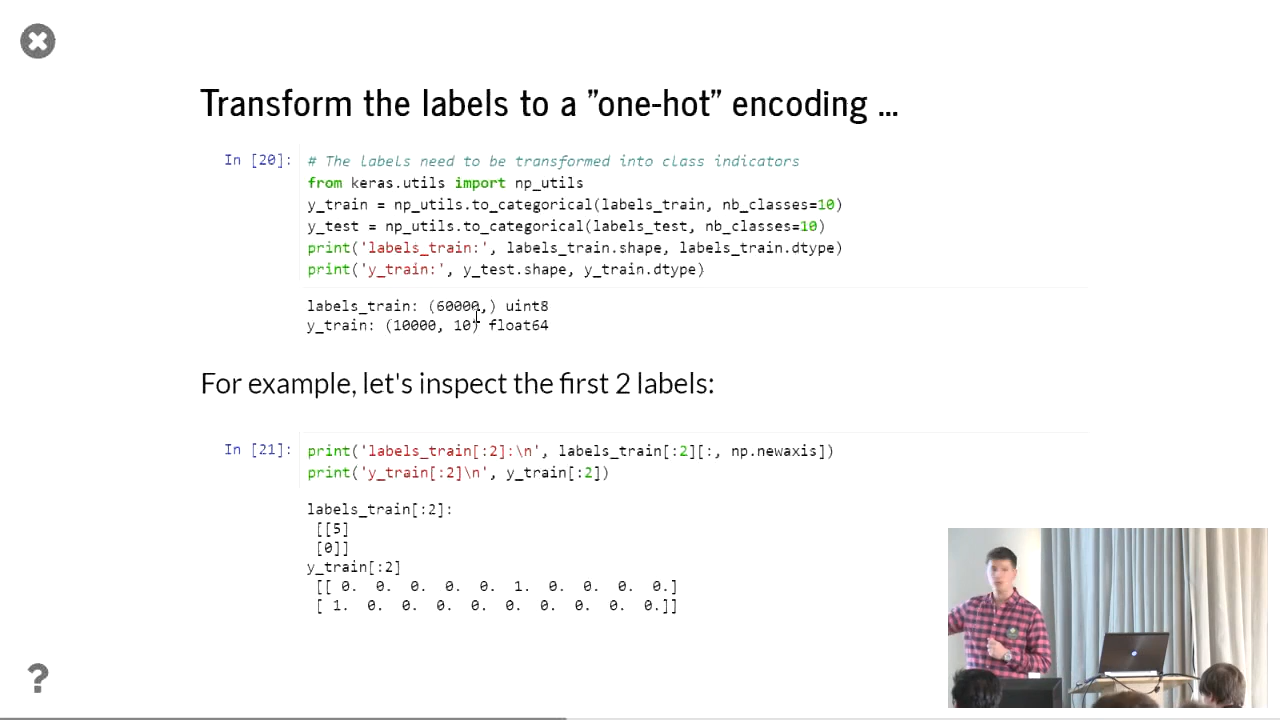 Transform the labels to a "one-hot" encoding ...
In [20]: # The labels need to be transformed into class indicators
from keras.utils import np_utils
y_train = np_utils.to_categorical(labels_train, nb_classes=10)
y_test = np_utils.to_categorical(labels_test, nb_classes=10)
print('labels_train:', labels_train.shape, labels_train.dtype)
print('y_train:', y_test.shape, y_train.dtype)
labels_train: (60000,) uint8
y_train: (10000, 10) float64
For example, let's inspect the first 2 labels:
In [21]: print('labels_train[:2]:\n', labels_train[:2][:, np.newaxis])
print('y_train[:2]\n', y_train[:2])
labels_train[:2]:
[[5]
[0]]
y_train[:2]
[[ 0. 0. 0. 0. 0. 1. 0. 0. 0. 0.]
[ 1. 0. 0. 0. 0. 0. 0. 0. 0. 0.]]
?